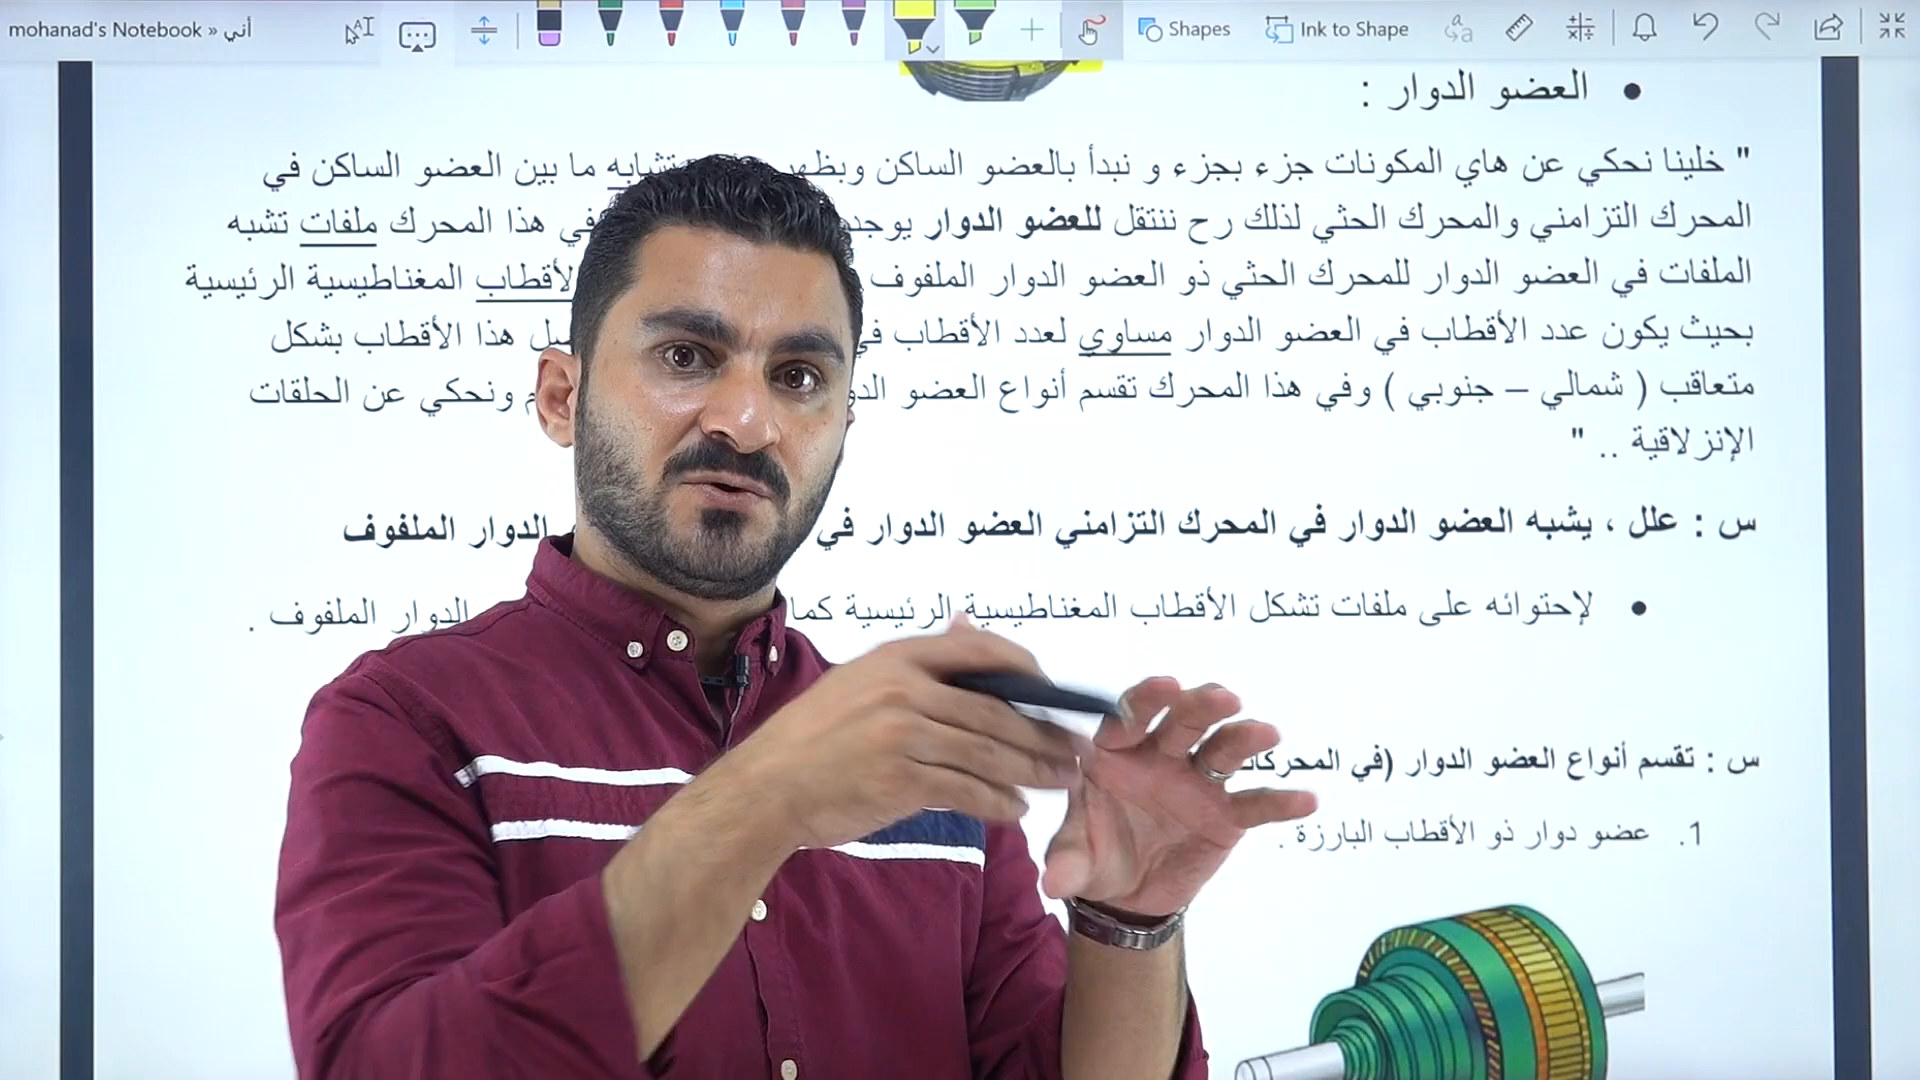 mohanad's Notebook » أني
Shapes
Ink to Shape
العضو الدوار :
" خلينا نحكي عن هاي المكونات جزء بجزء و نبدأ بالعضو الساكن وبظهر متشابه ما بين العضو الساكن في
المحرك التزامني والمحرك الحثي لذلك رح ننتقل للعضو الدوار يوجد في هذا المحرك ملفات تشبه
الملفات في العضو الدوار للمحرك الحثي ذو العضو الدوار الملفوف الأقطاب المغناطيسية الرئيسية
بحيث يكون عدد الأقطاب في العضو الدوار مساوي لعدد الأقطاب هذا الأقطاب بشكل
متعاقب ( شمالي – جنوبي ) وفي هذا المحرك تقسم أنواع العضو ونحكي عن الحلقات
الإنزلاقية .. "
س : علل ، يشبه العضو الدوار في المحرك التزامني العضو الدوار في الدوار الملفوف
لإحتوائه على ملفات تشكل الأقطاب المغناطيسية الرئيسية كما الدوار الملفوف .
س : تقسم أنواع العضو الدوار (في
1. عضو دوار ذو الأقطاب البارزة .